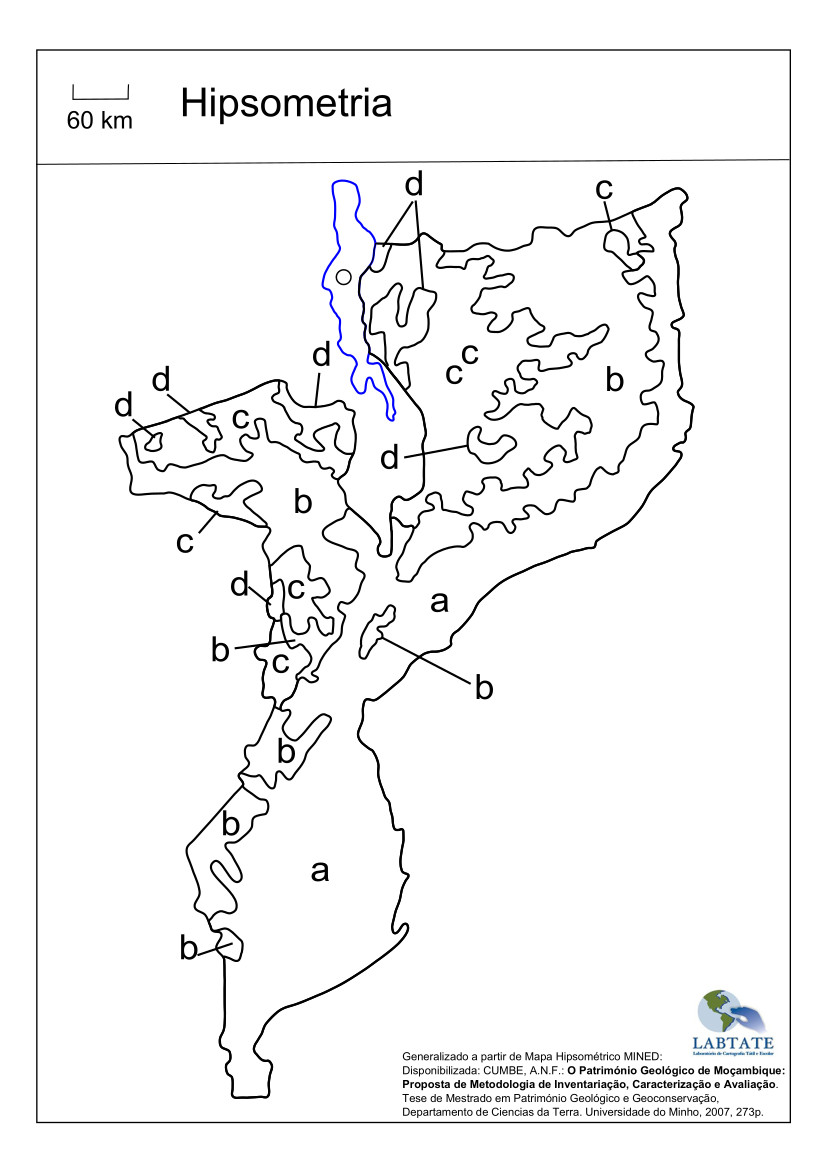 Hipsometria
60 km
d
c
d
c
c
b
d
d
c
d
b
c
d
c
a
b
c
b
b
b
a
b
LABTATE
Laboratório de Cartografia Tátil e Escolar
Generalizado a partir de Mapa Hipsométrico MINED:
Disponibilizada: CUMBE, A.N.F.: O Património Geológico de Moçambique:
Proposta de Metodologia de Inventariação, Caracterização e Avaliação.
Tese de Mestrado em Património Geológico e Geoconservação,
Departamento de Ciencias da Terra. Universidade do Minho, 2007, 273p.